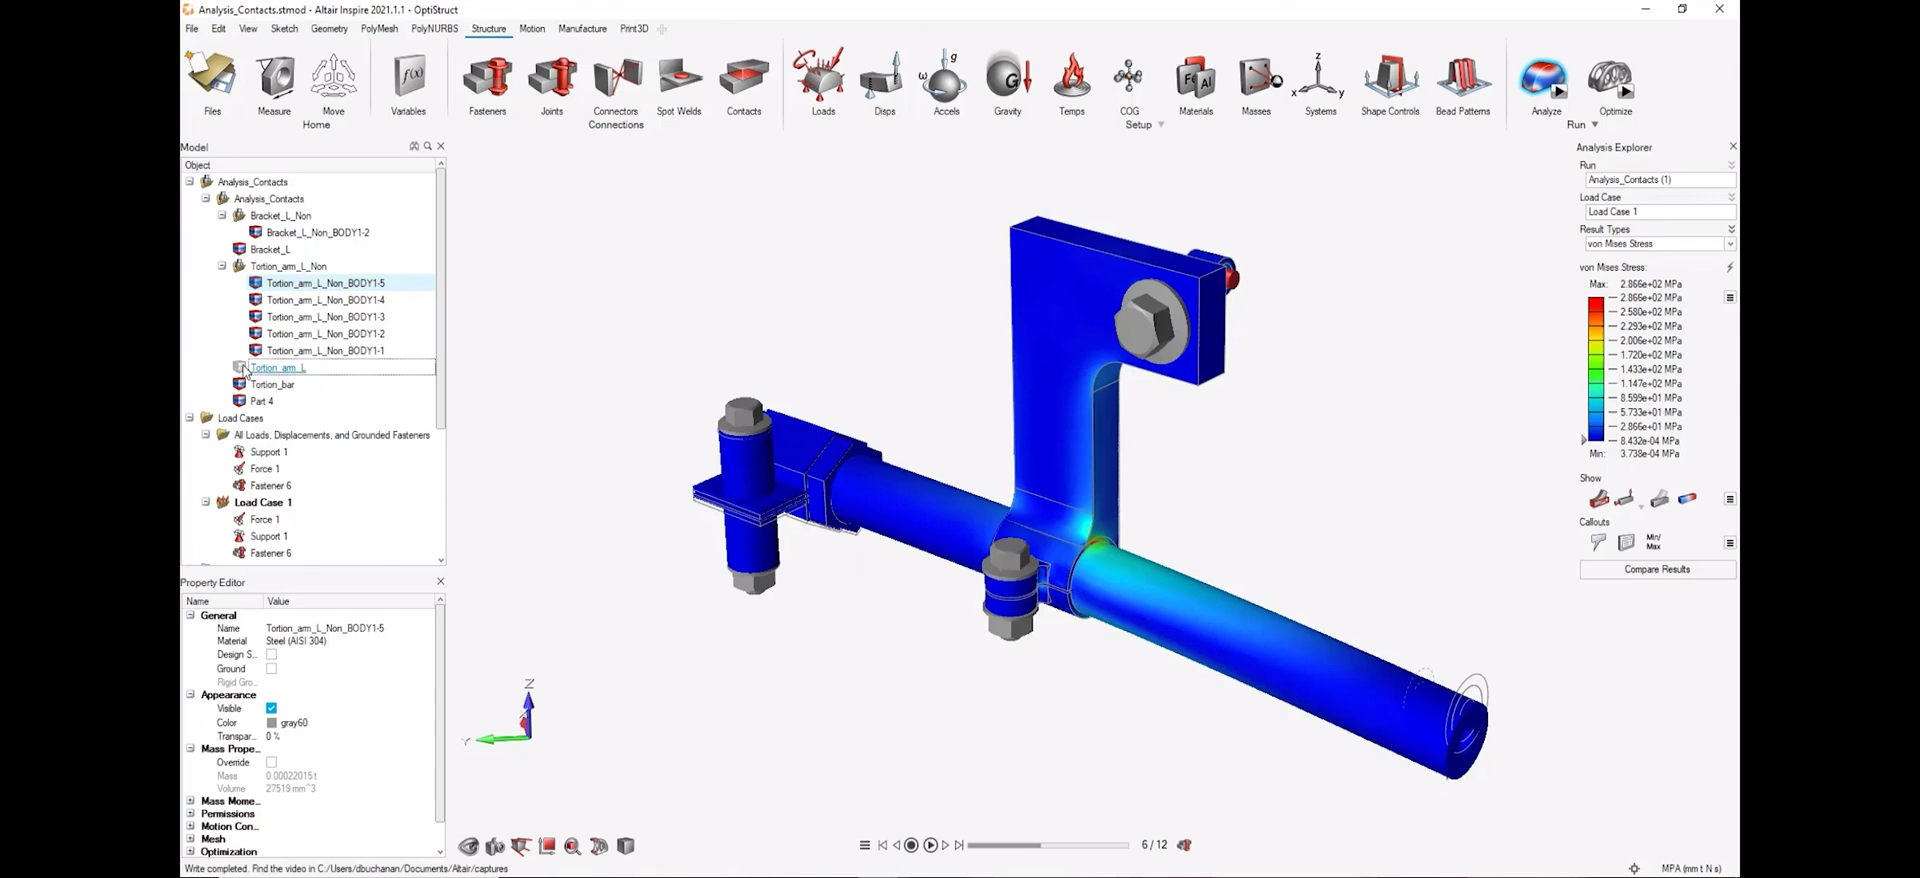 Analysis_Contacts.stmod - Altair Inspire 2021.1.1 - OptiStruct
File Edit View Sketch Geometry PolyMesh PolyNURBS Structure Motion Manufacture Print3D
Files Measure Move Variables Fasteners Joints Connectors Spot Welds Contacts Loads Disps Accels Gravity Temps COG Materials Masses Systems Shape Controls Bead Patterns Analyze Optimize
Home Connections Setup Run
f(x)
ω g G Fe Al z x y
Model
Object
Analysis_Contacts
Analysis_Contacts
Bracket_L_Non
Bracket_L_Non_BODY1-2
Bracket_L
Tortion_arm_L_Non
Tortion_arm_L_Non_BODY1-5
Tortion_arm_L_Non_BODY1-4
Tortion_arm_L_Non_BODY1-3
Tortion_arm_L_Non_BODY1-2
Tortion_arm_L_Non_BODY1-1
Tortion_arm_L
Tortion_bar
Part 4
Load Cases
All Loads, Displacements, and Grounded Fasteners
Support 1
Force 1
Fastener 6
Load Case 1
Force 1
Support 1
Fastener 6
Property Editor
Name Value
General
Name Tortion_arm_L_Non_BODY1-5
Material Steel (AISI 304)
Design S...
Ground
Rigid Gro...
Appearance
Visible
Color gray60
Transpar... 0 %
Mass Prope...
Override
Mass 0.00022015 t
Volume 27519 mm^3
Mass Mome...
Permissions
Motion Con...
Mesh
Optimization
Z
Y
6 / 12
Analysis Explorer
Run
Analysis_Contacts (1)
Load Case
Load Case 1
Result Types
von Mises Stress
von Mises Stress:
Max: 2.866e+02 MPa
2.866e+02 MPa
2.580e+02 MPa
2.293e+02 MPa
2.006e+02 MPa
1.720e+02 MPa
1.433e+02 MPa
1.147e+02 MPa
8.599e+01 MPa
5.733e+01 MPa
2.866e+01 MPa
8.432e-04 MPa
Min: 3.738e-04 MPa
Show
Callouts
Min/
Max
Compare Results
Write completed. Find the video in C:/Users/dbuchanan/Documents/Altair/captures
MPA (mm t N s)